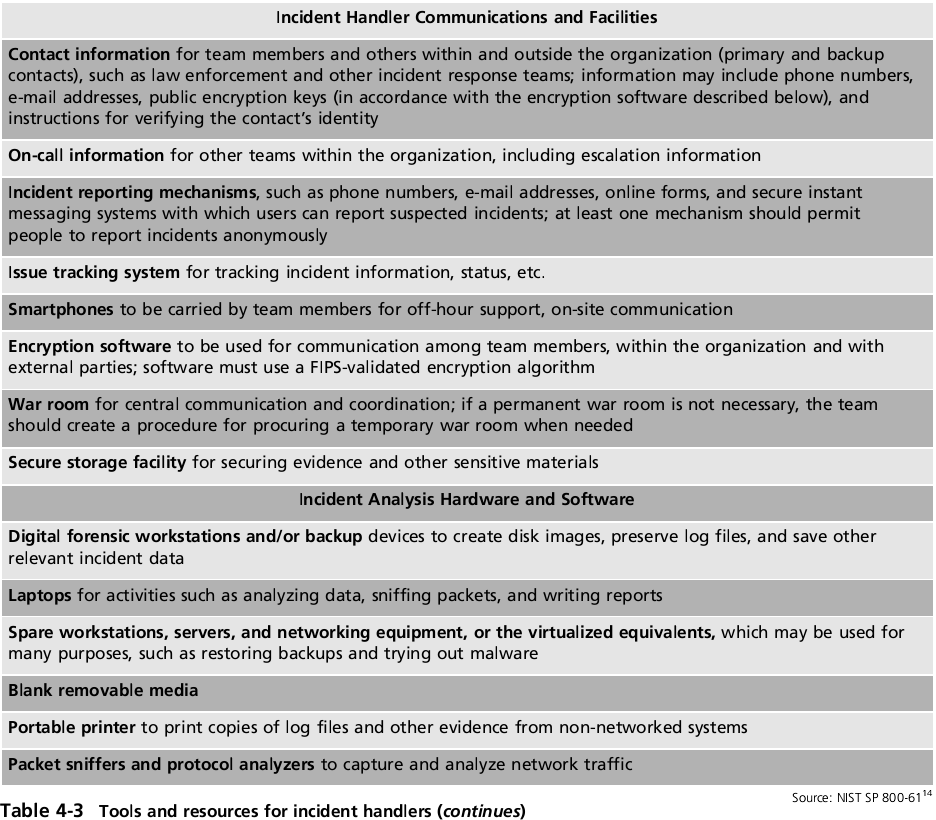 Incident Handler Communications and Facilities
Contact information for team members and others within and outside the organization (primary and backup
contacts), such as law enforcement and other incident response teams; information may include phone numbers,
e-mail addresses, public encryption keys (in accordance with the encryption software described below), and
instructions for verifying the contact's identity
On-call information for other teams within the organization, including escalation information
Incident reporting mechanisms, such as phone numbers, e-mail addresses, online forms, and secure instant
messaging systems with which users can report suspected incidents; at least one mechanism should permit
people to report incidents anonymously
Issue tracking system for tracking incident information, status, etc.
Smartphones to be carried by team members for off-hour support, on-site communication
Encryption software to be used for communication among team members, within the organization and with
external parties; software must use a FIPS-validated encryption algorithm
War room for central communication and coordination; if a permanent war room is not necessary, the team
should create a procedure for procuring a temporary war room when needed
Secure storage facility for securing evidence and other sensitive materials
Incident Analysis Hardware and Software
Digital forensic workstations and/or backup devices to create disk images, preserve log files, and save other
relevant incident data
Laptops for activities such as analyzing data, sniffing packets, and writing reports
Spare workstations, servers, and networking equipment, or the virtualized equivalents, which may be used for
many purposes, such as restoring backups and trying out malware
Blank removable media
Portable printer to print copies of log files and other evidence from non-networked systems
Packet sniffers and protocol analyzers to capture and analyze network traffic
Source: NIST SP 800-61¹⁴
Table 4-3 Tools and resources for incident handlers (continues)